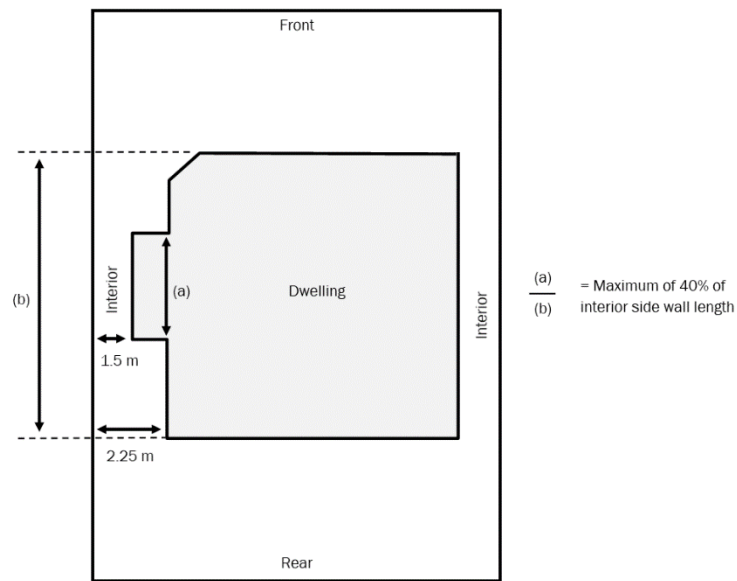 Front
(b)
Interior
(a)
Dwelling
Interior
(a)
(b)
= Maximum of 40% of
interior side wall length
1.5 m
2.25 m
Rear